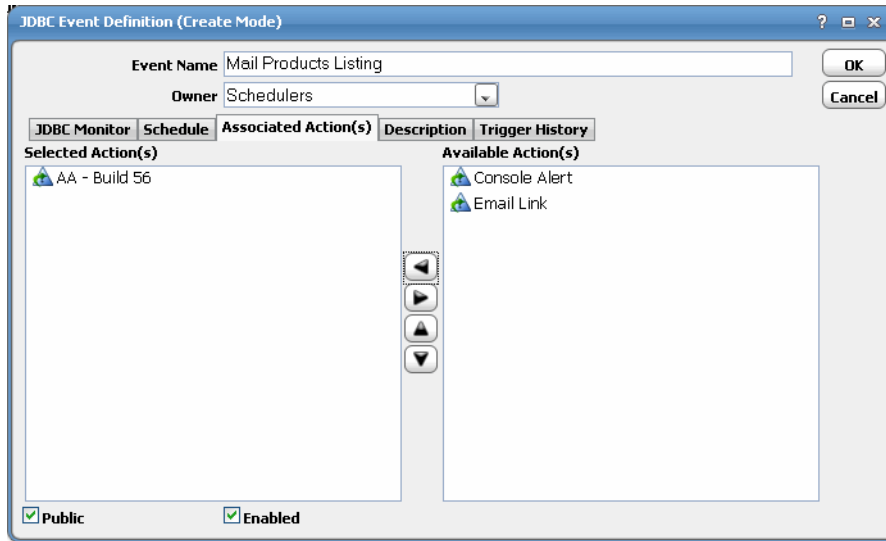 JDBC Event Definition (Create Mode)
?
Event Name Mail Products Listing
OK
Owner Schedulers
Cancel
JDBC Monitor Schedule Associated Action(s) Description Trigger History
Selected Action(s) Available Action(s)
AA - Build 56 Console Alert
Email Link
Public Enabled